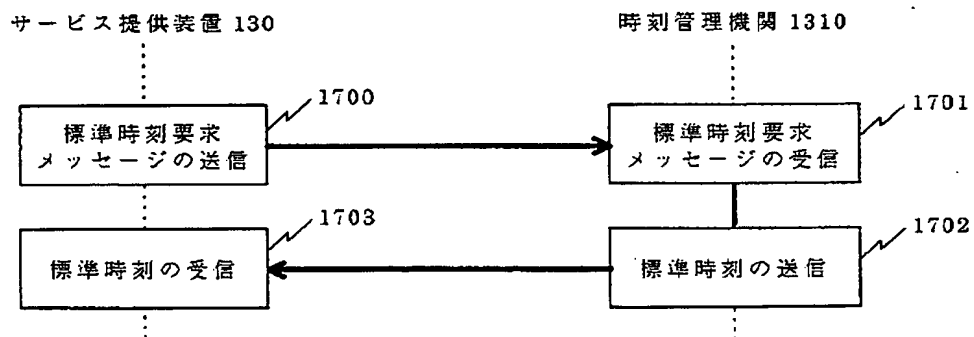 サービス提供装置 130
時刻管理機関 1310
1700
1701
標準時刻要求
メッセージの送信
標準時刻要求
メッセージの受信
1703
1702
標準時刻の受信
標準時刻の送信